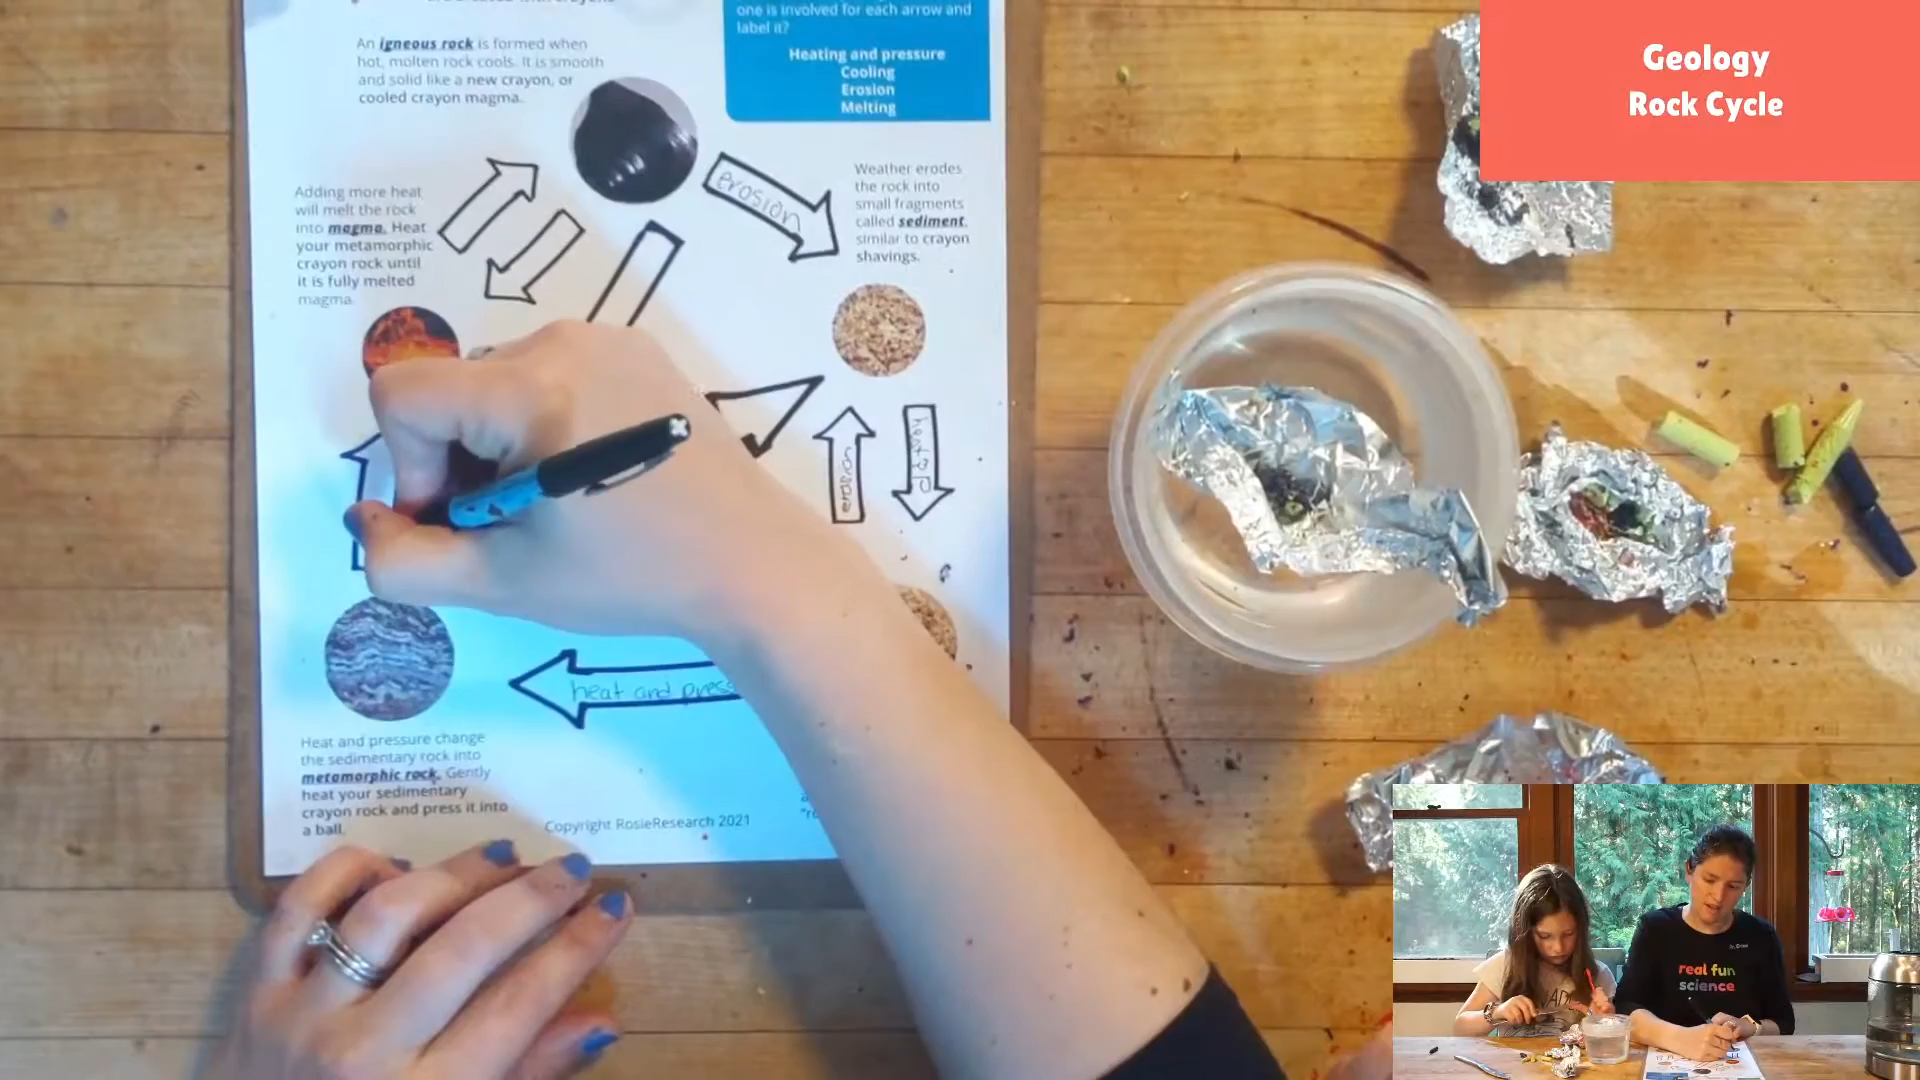 An igneous rock is formed when
hot, molten rock cools. It is smooth
and solid like a new crayon, or
cooled crayon magma.
one is involved for each arrow and
label it?
Heating and pressure
Cooling
Erosion
Melting
Geology
Rock Cycle
erosion
Weather erodes
the rock into
small fragments
called sediment,
similar to crayon
shavings.
Adding more heat
will melt the rock
into magma. Heat
your metamorphic
crayon rock until
it is fully melted
magma.
erosion
heat and press
Heat and pressure change
the sedimentary rock into
metamorphic rock. Gently
heat your sedimentary
crayon rock and press it into
a ball.
Copyright RosieResearch 2021
real fun
science